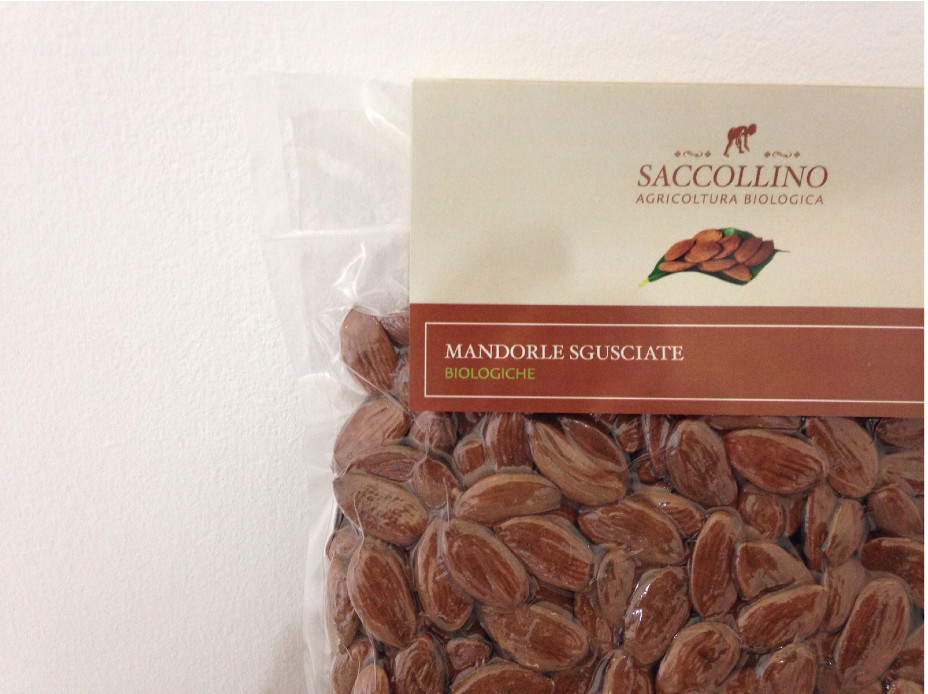 SACCOLLINO
AGRICOLTURA BIOLOGICA
MANDORLE SGUSCIATE
BIOLOGICHE